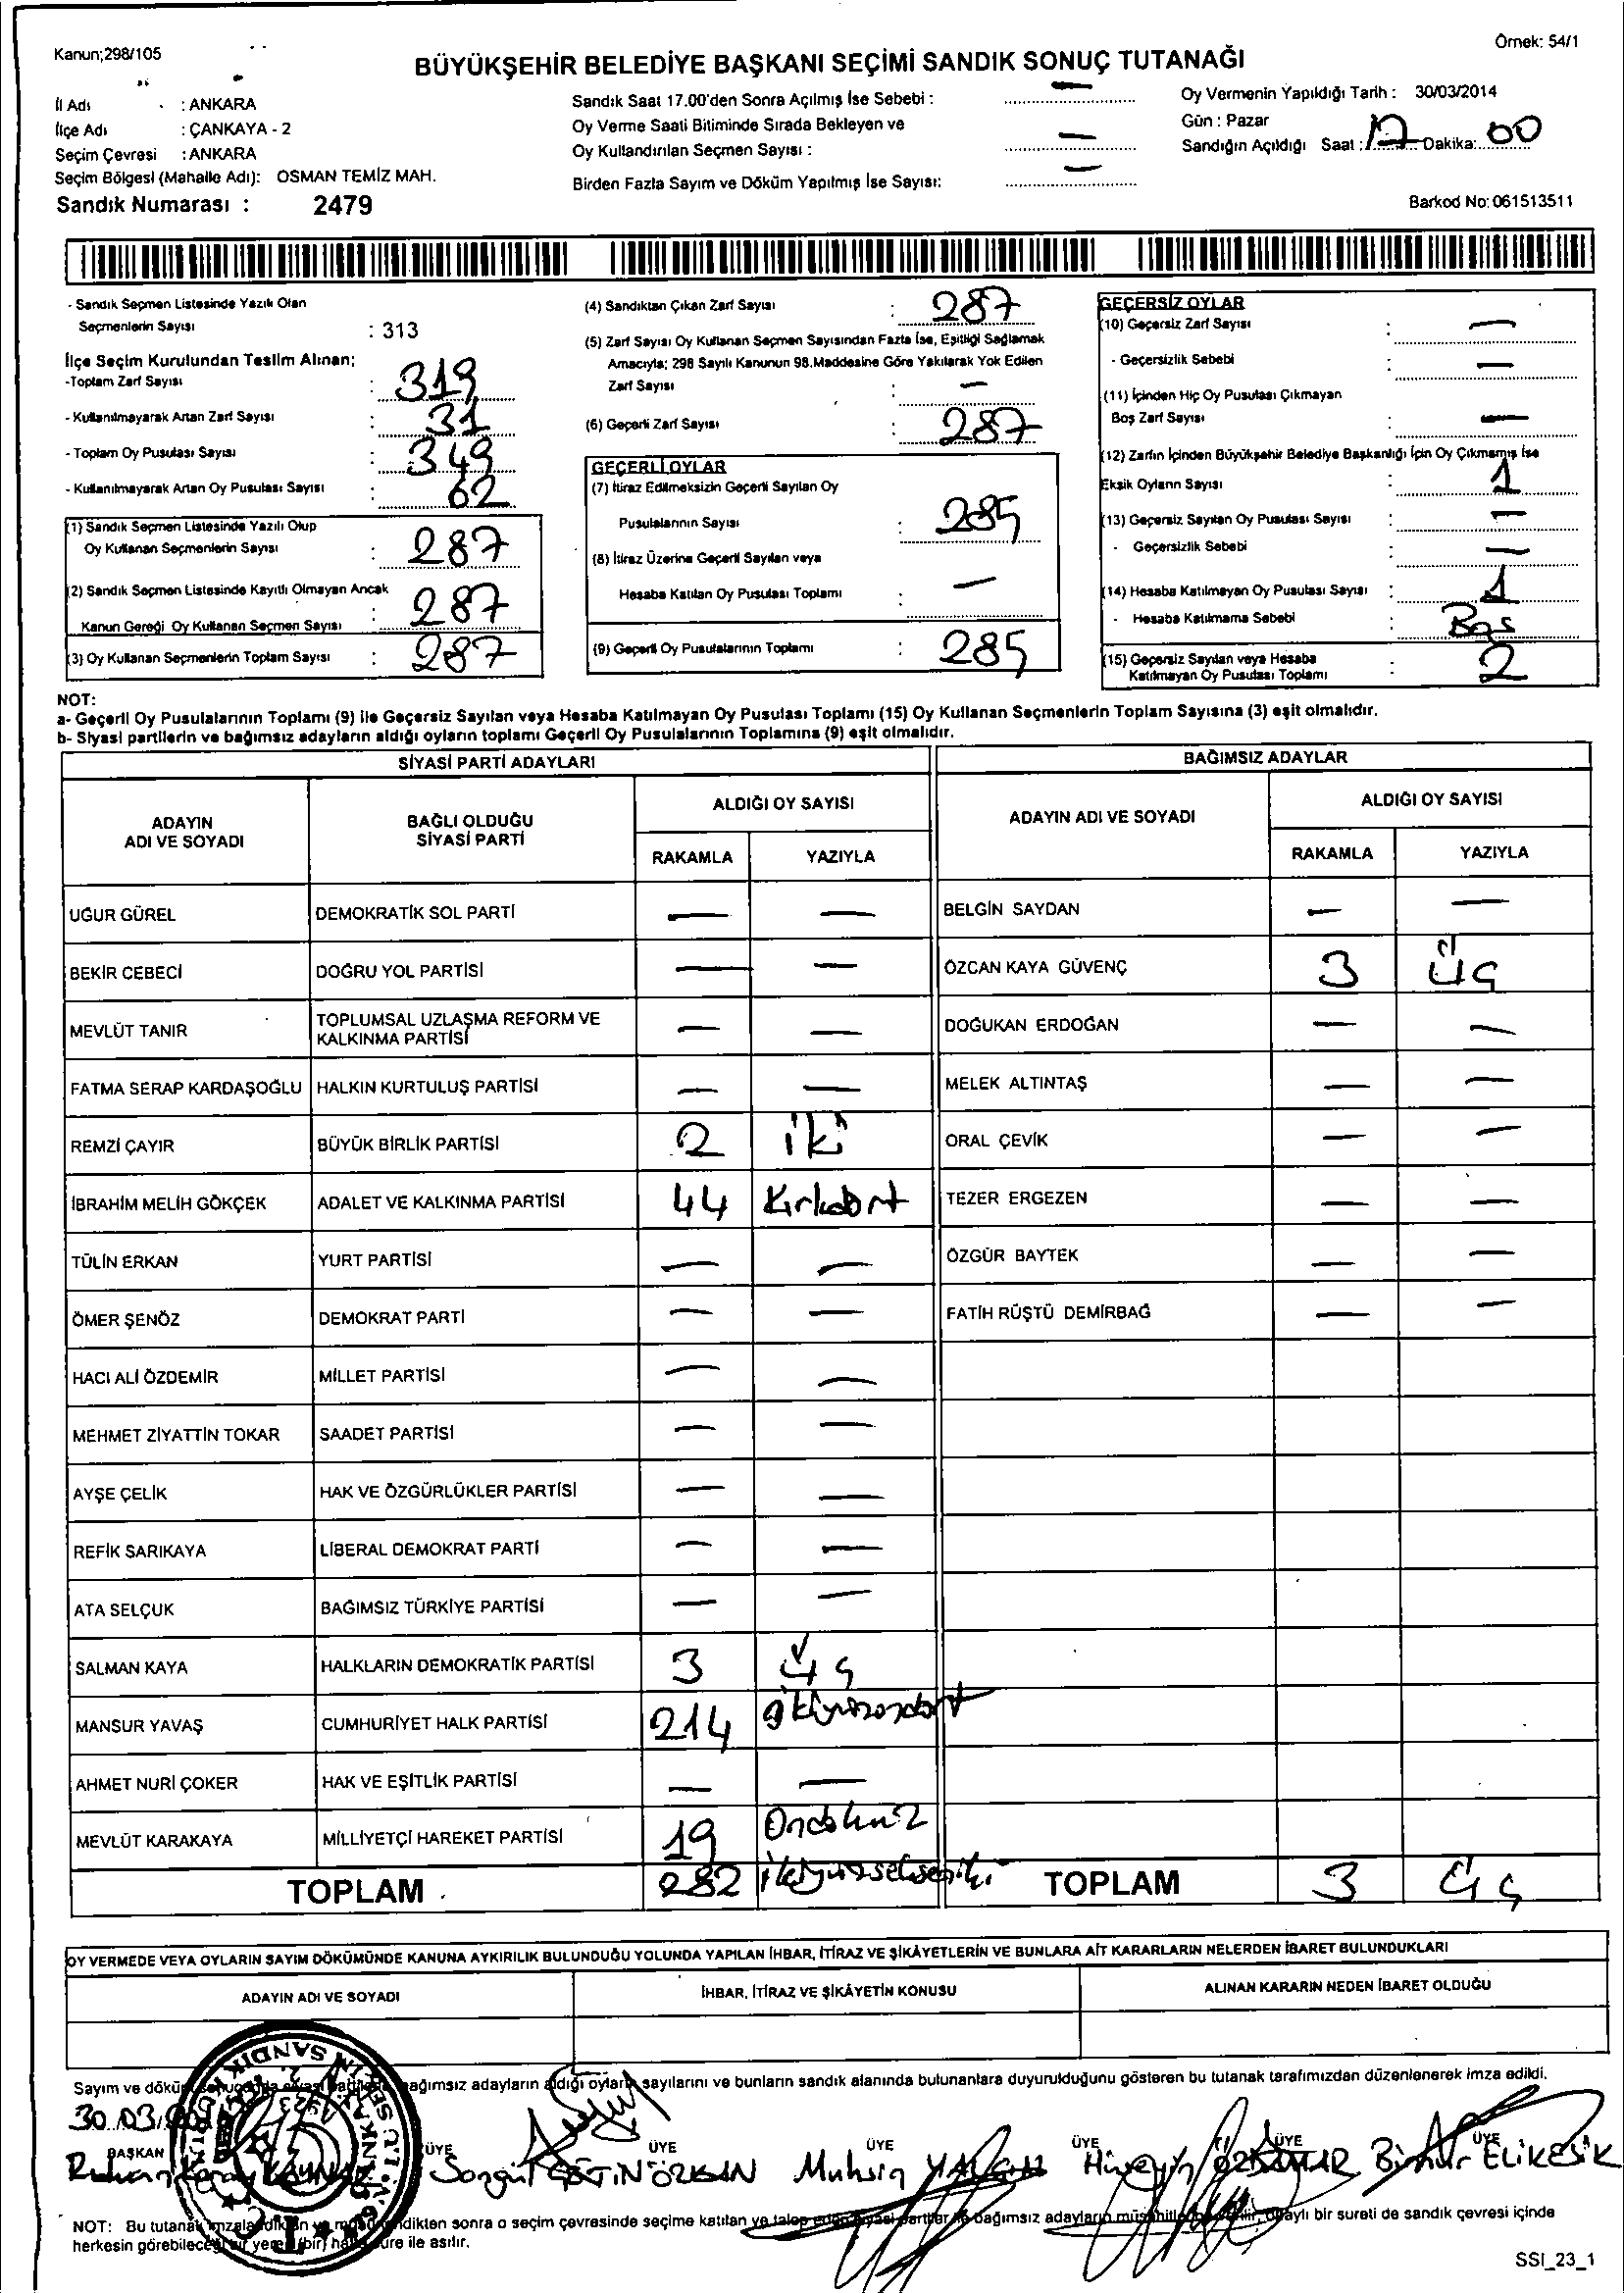 Kanun;298/105
Örnek: 54/1
BÜYÜKŞEHİR BELEDİYE BAŞKANI SEÇİMİ SANDIK SONUÇ TUTANAĞI
İl Adı : ANKARA
İlçe Adı : ÇANKAYA - 2
Seçim Çevresi : ANKARA
Seçim Bölgesi (Mahalle Adı): OSMAN TEMİZ MAH.
Sandık Numarası : 2479
Sandık Saat 17.00'den Sonra Açılmış İse Sebebi : —
Oy Verme Saati Bitiminde Sırada Bekleyen ve
Oy Kullandırılan Seçmen Sayısı : —
Birden Fazla Sayım ve Döküm Yapılmış İse Sayısı: —
Oy Vermenin Yapıldığı Tarih : 30/03/2014
Gün : Pazar
Sandığın Açıldığı Saat : 17 Dakika: 00
Barkod No: 061513511
- Sandık Seçmen Listesinde Yazılı Olan
Seçmenlerin Sayısı : 313
İlçe Seçim Kurulundan Teslim Alınan;
-Toplam Zarf Sayısı : 319
- Kullanılmayarak Artan Zarf Sayısı : 31
- Toplam Oy Pusulası Sayısı : 349
- Kullanılmayarak Artan Oy Pusulası Sayısı : 62
(1) Sandık Seçmen Listesinde Yazılı Olup
Oy Kullanan Seçmenlerin Sayısı : 287
(2) Sandık Seçmen Listesinde Kayıtlı Olmayan Ancak
Kanun Gereği Oy Kullanan Seçmen Sayısı : 287
(3) Oy Kullanan Seçmenlerin Toplam Sayısı : 287
(4) Sandıktan Çıkan Zarf Sayısı : 287
(5) Zarf Sayısı Oy Kullanan Seçmen Sayısından Fazla İse, Eşitliği Sağlamak
Amacıyla; 298 Sayılı Kanunun 98.Maddesine Göre Yakılarak Yok Edilen
Zarf Sayısı : —
(6) Geçerli Zarf Sayısı : 287
GEÇERLİ OYLAR
(7) İtiraz Edilmeksizin Geçerli Sayılan Oy
Pusulalarının Sayısı : 285
(8) İtiraz Üzerine Geçerli Sayılan veya
Hesaba Katılan Oy Pusulası Toplamı : —
(9) Geçerli Oy Pusulalarının Toplamı : 285
GEÇERSİZ OYLAR
(10) Geçersiz Zarf Sayısı : —
- Geçersizlik Sebebi : —
(11) İçinden Hiç Oy Pusulası Çıkmayan
Boş Zarf Sayısı : —
(12) Zarfın İçinden Büyükşehir Belediye Başkanlığı İçin Oy Çıkmamış İse
Eksik Oyların Sayısı : 1
(13) Geçersiz Sayılan Oy Pusulası Sayısı : —
- Geçersizlik Sebebi : —
(14) Hesaba Katılmayan Oy Pusulası Sayısı : 1
- Hesaba Katılmama Sebebi : Boş
(15) Geçersiz Sayılan veya Hesaba
Katılmayan Oy Pusulası Toplamı : 2
NOT:
a- Geçerli Oy Pusulalarının Toplamı (9) ile Geçersiz Sayılan veya Hesaba Katılmayan Oy Pusulası Toplamı (15) Oy Kullanan Seçmenlerin Toplam Sayısına (3) eşit olmalıdır.
b- Siyasi partilerin ve bağımsız adayların aldığı oyların toplamı Geçerli Oy Pusulalarının Toplamına (9) eşit olmalıdır.
SİYASİ PARTİ ADAYLARI BAĞIMSIZ ADAYLAR
ADAYIN ADI VE SOYADI BAĞLI OLDUĞU SİYASİ PARTİ ALDIĞI OY SAYISI ADAYIN ADI VE SOYADI ALDIĞI OY SAYISI
RAKAMLA YAZIYLA RAKAMLA YAZIYLA
UĞUR GÜREL DEMOKRATİK SOL PARTİ — — BELGİN SAYDAN — —
BEKİR CEBECİ DOĞRU YOL PARTİSİ — — ÖZCAN KAYA GÜVENÇ 3 üç
MEVLÜT TANIR TOPLUMSAL UZLAŞMA REFORM VE KALKINMA PARTİSİ — — DOĞUKAN ERDOĞAN — —
FATMA SERAP KARDAŞOĞLU HALKIN KURTULUŞ PARTİSİ — — MELEK ALTINTAŞ — —
REMZİ ÇAYIR BÜYÜK BİRLİK PARTİSİ 2 iki ORAL ÇEVİK — —
İBRAHİM MELİH GÖKÇEK ADALET VE KALKINMA PARTİSİ 44 Kırkdört TEZER ERGEZEN — —
TÜLİN ERKAN YURT PARTİSİ — — ÖZGÜR BAYTEK — —
ÖMER ŞENÖZ DEMOKRAT PARTİ — — FATİH RÜŞTÜ DEMİRBAĞ — —
HACI ALİ ÖZDEMİR MİLLET PARTİSİ — —
MEHMET ZİYATTİN TOKAR SAADET PARTİSİ — —
AYŞE ÇELİK HAK VE ÖZGÜRLÜKLER PARTİSİ — —
REFİK SARIKAYA LİBERAL DEMOKRAT PARTİ — —
ATA SELÇUK BAĞIMSIZ TÜRKİYE PARTİSİ — —
SALMAN KAYA HALKLARIN DEMOKRATİK PARTİSİ 3 üç
MANSUR YAVAŞ CUMHURİYET HALK PARTİSİ 214 ikiyüzondört
AHMET NURİ ÇOKER HAK VE EŞİTLİK PARTİSİ — —
MEVLÜT KARAKAYA MİLLİYETÇİ HAREKET PARTİSİ 19 Ondokuz
TOPLAM 282 ikiyüzsekseniki TOPLAM 3 üç
OY VERMEDE VEYA OYLARIN SAYIM DÖKÜMÜNDE KANUNA AYKIRILIK BULUNDUĞU YOLUNDA YAPILAN İHBAR, İTİRAZ VE ŞİKÂYETLERİN VE BUNLARA AİT KARARLARIN NELERDEN İBARET BULUNDUKLARI
ADAYIN ADI VE SOYADI İHBAR, İTİRAZ VE ŞİKÂYETİN KONUSU ALINAN KARARIN NEDEN İBARET OLDUĞU
Sayım ve döküm bağımsız adayların aldığı oyların sayılarını ve bunların sandık alanında bulunanlara duyurulduğunu gösteren bu tutanak tarafımızdan düzenlenerek imza edildi.
30.03.
BAŞKAN ÜYE ÜYE ÜYE ÜYE ÜYE
Songül Muhsin Hüseyin ELİKESİK
NOT: Bu tutanak sonra o seçim çevresinde seçime katılan ve talep eden siyasi partiler ile bağımsız adayların bir sureti de sandık çevresi içinde
herkesin görebileceği bir yere (bir) hafta süre ile asılır.
SSI_23_1